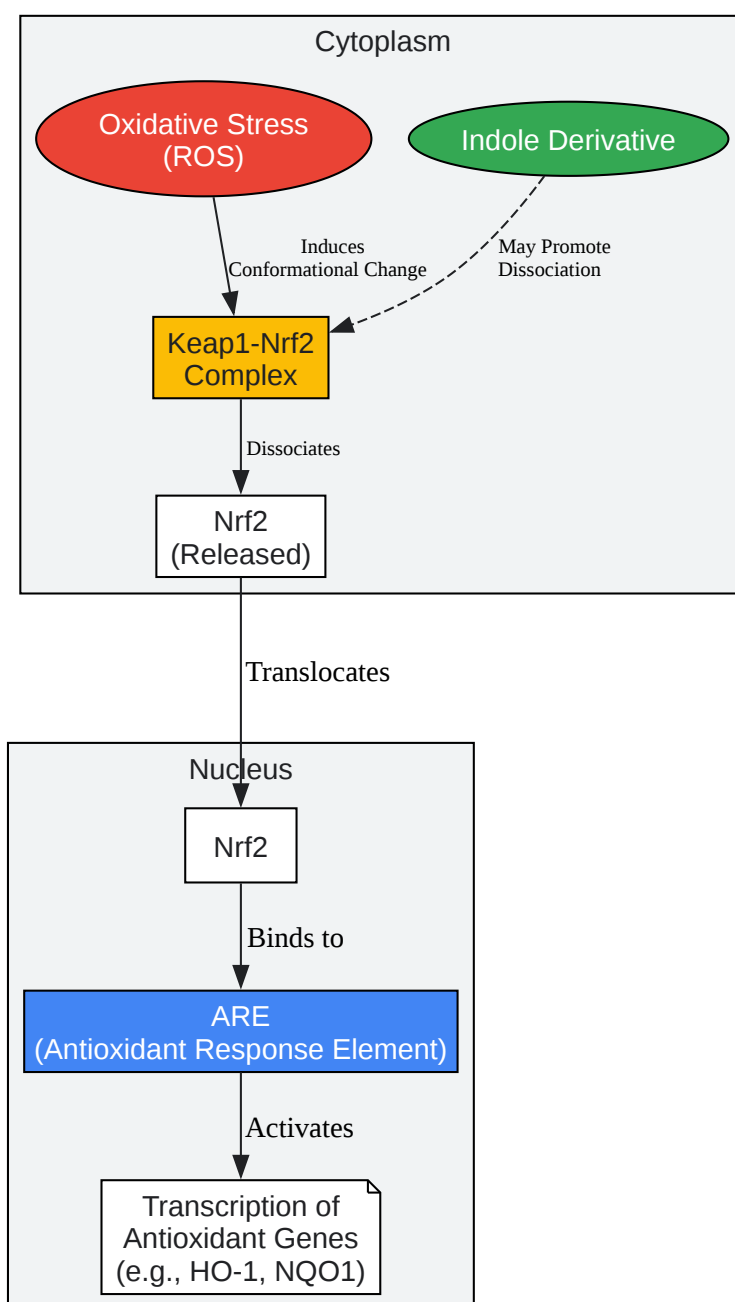 Cytoplasm
Oxidative Stress
(ROS)
Indole Derivative
Induces
Conformational Change
May Promote
Dissociation
Keap1-Nrf2
Complex
Dissociates
Nrf2
(Released)
Translocates
Nucleus
Nrf2
Binds to
ARE
(Antioxidant Response Element)
Activates
Transcription of
Antioxidant Genes
(e.g., HO-1, NQO1)